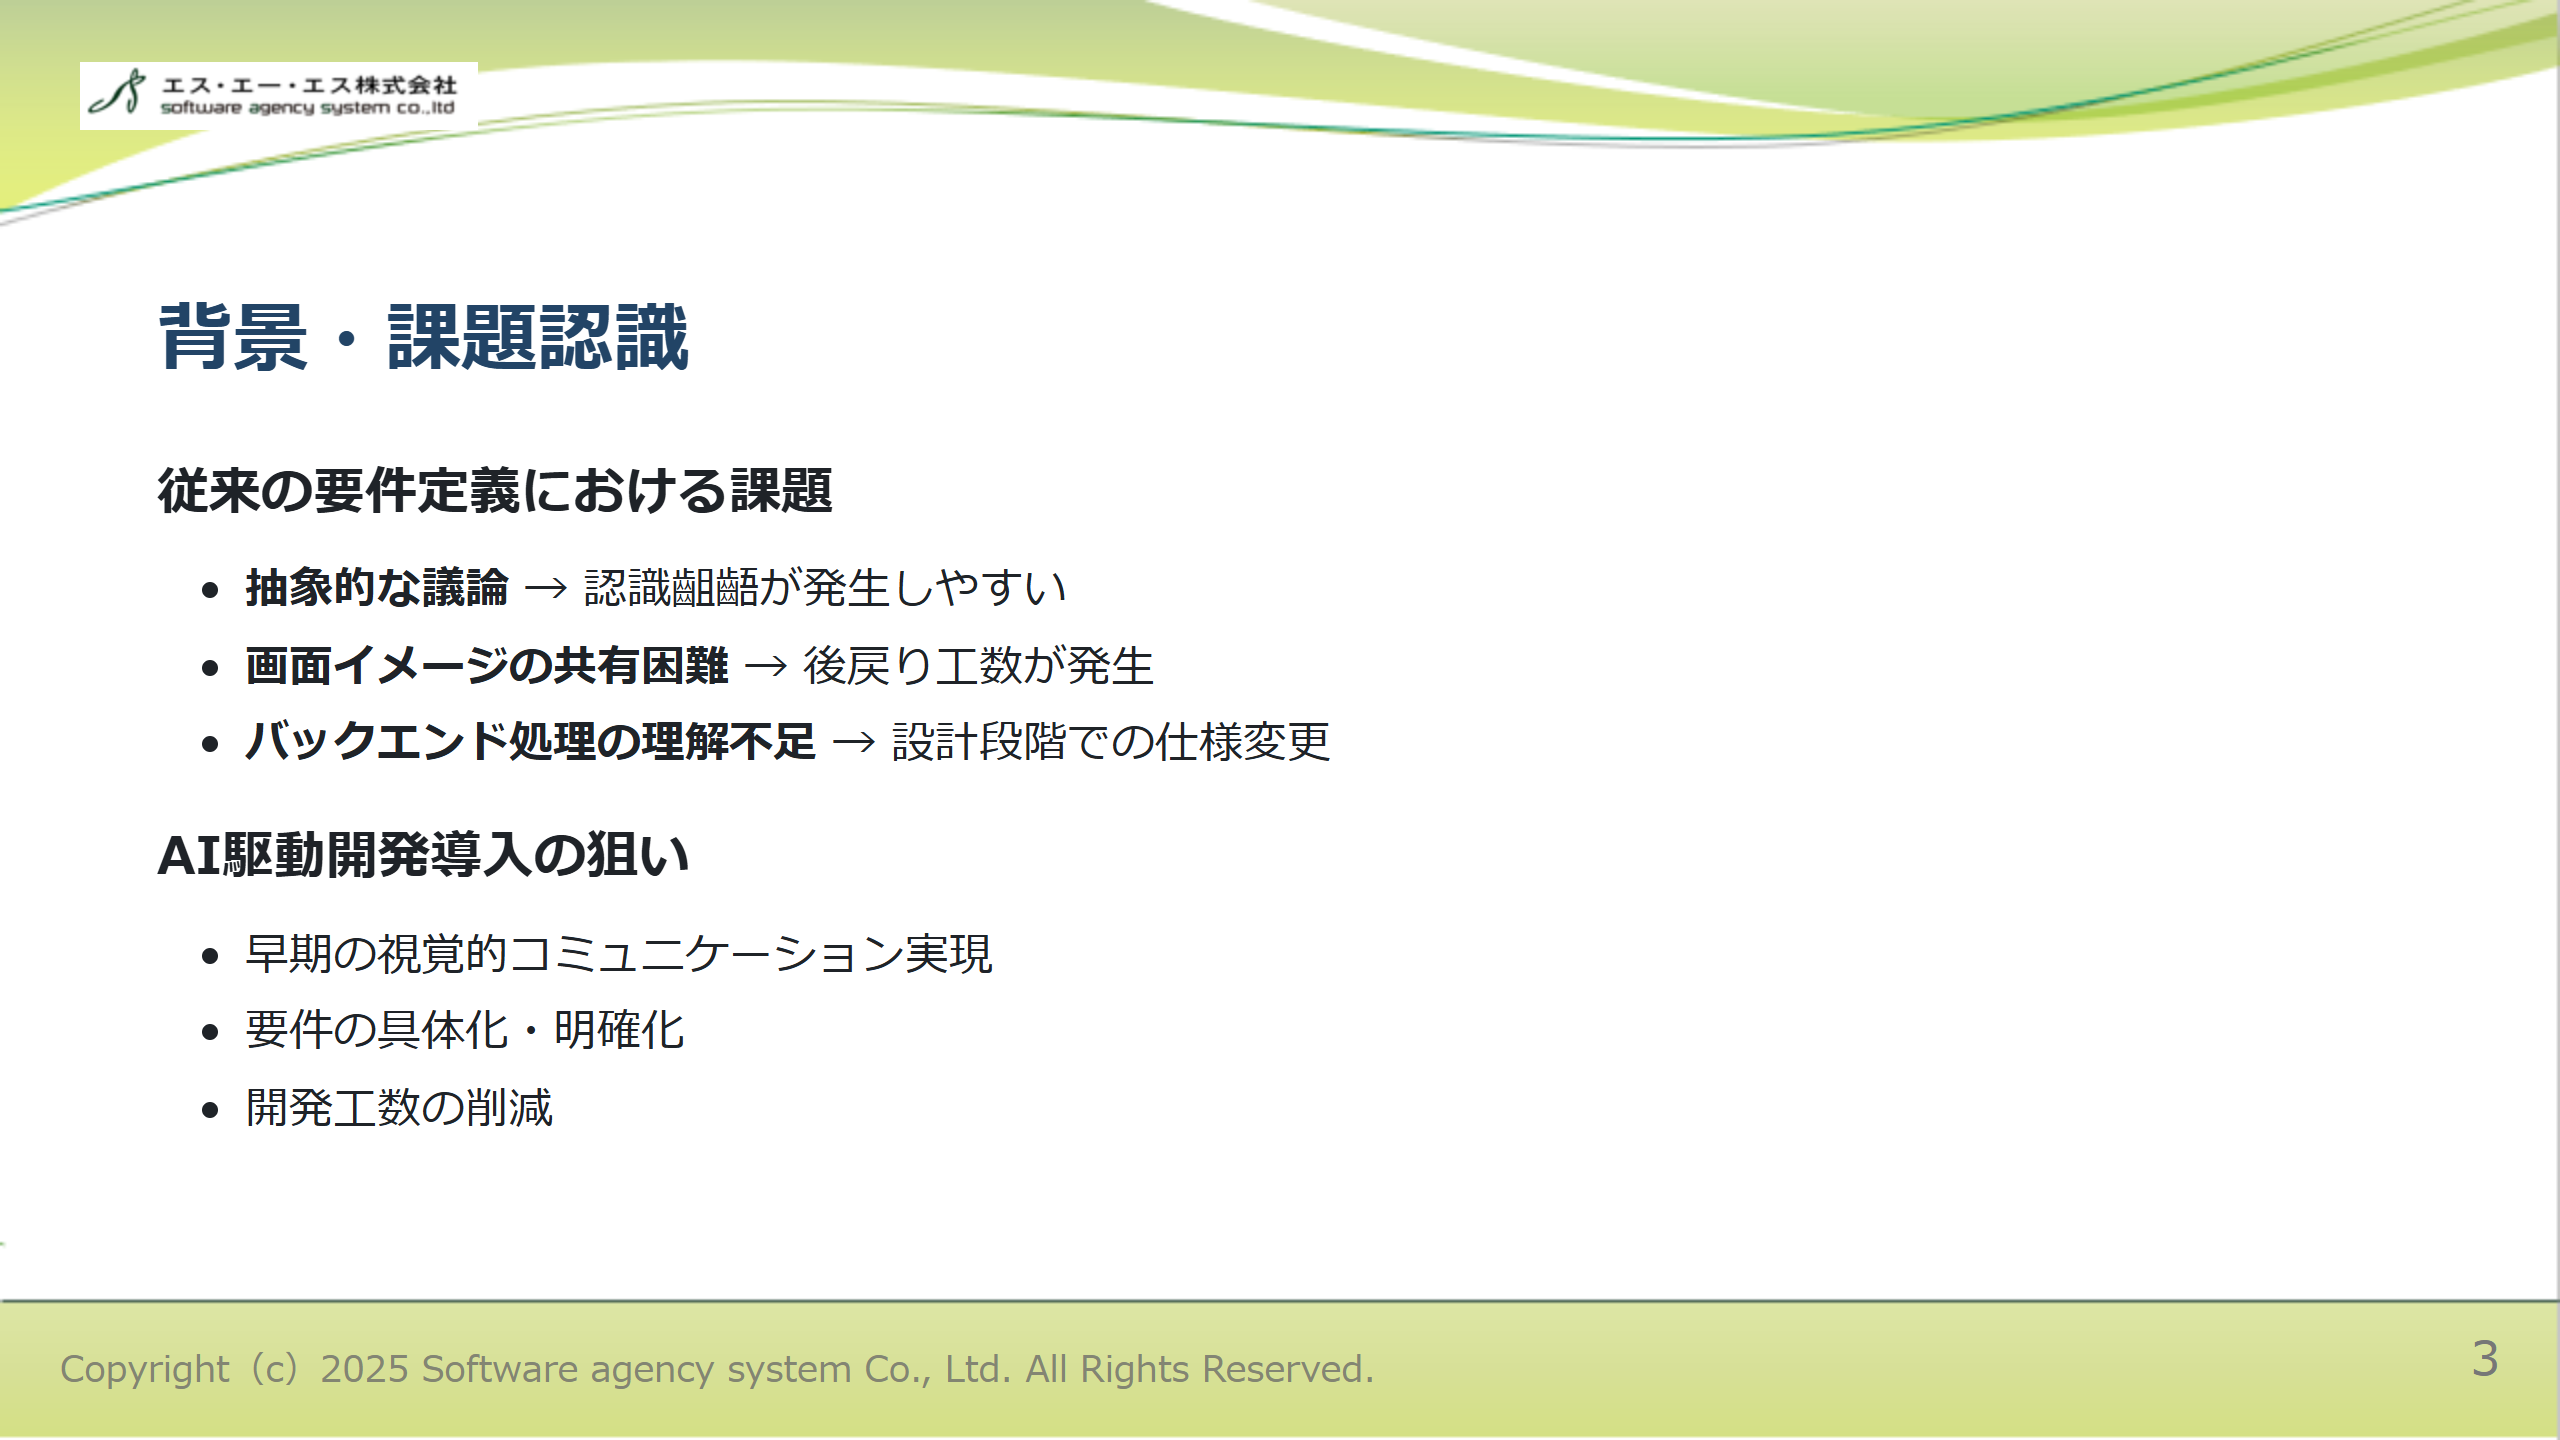 エス・エー・エス株式会社
software agency system co.,ltd
背景・課題認識
従来の要件定義における課題
• 抽象的な議論 → 認識齟齬が発生しやすい
• 画面イメージの共有困難 → 後戻り工数が発生
• バックエンド処理の理解不足 → 設計段階での仕様変更
AI駆動開発導入の狙い
• 早期の視覚的コミュニケーション実現
• 要件の具体化・明確化
• 開発工数の削減
Copyright（c）2025 Software agency system Co., Ltd. All Rights Reserved.
3